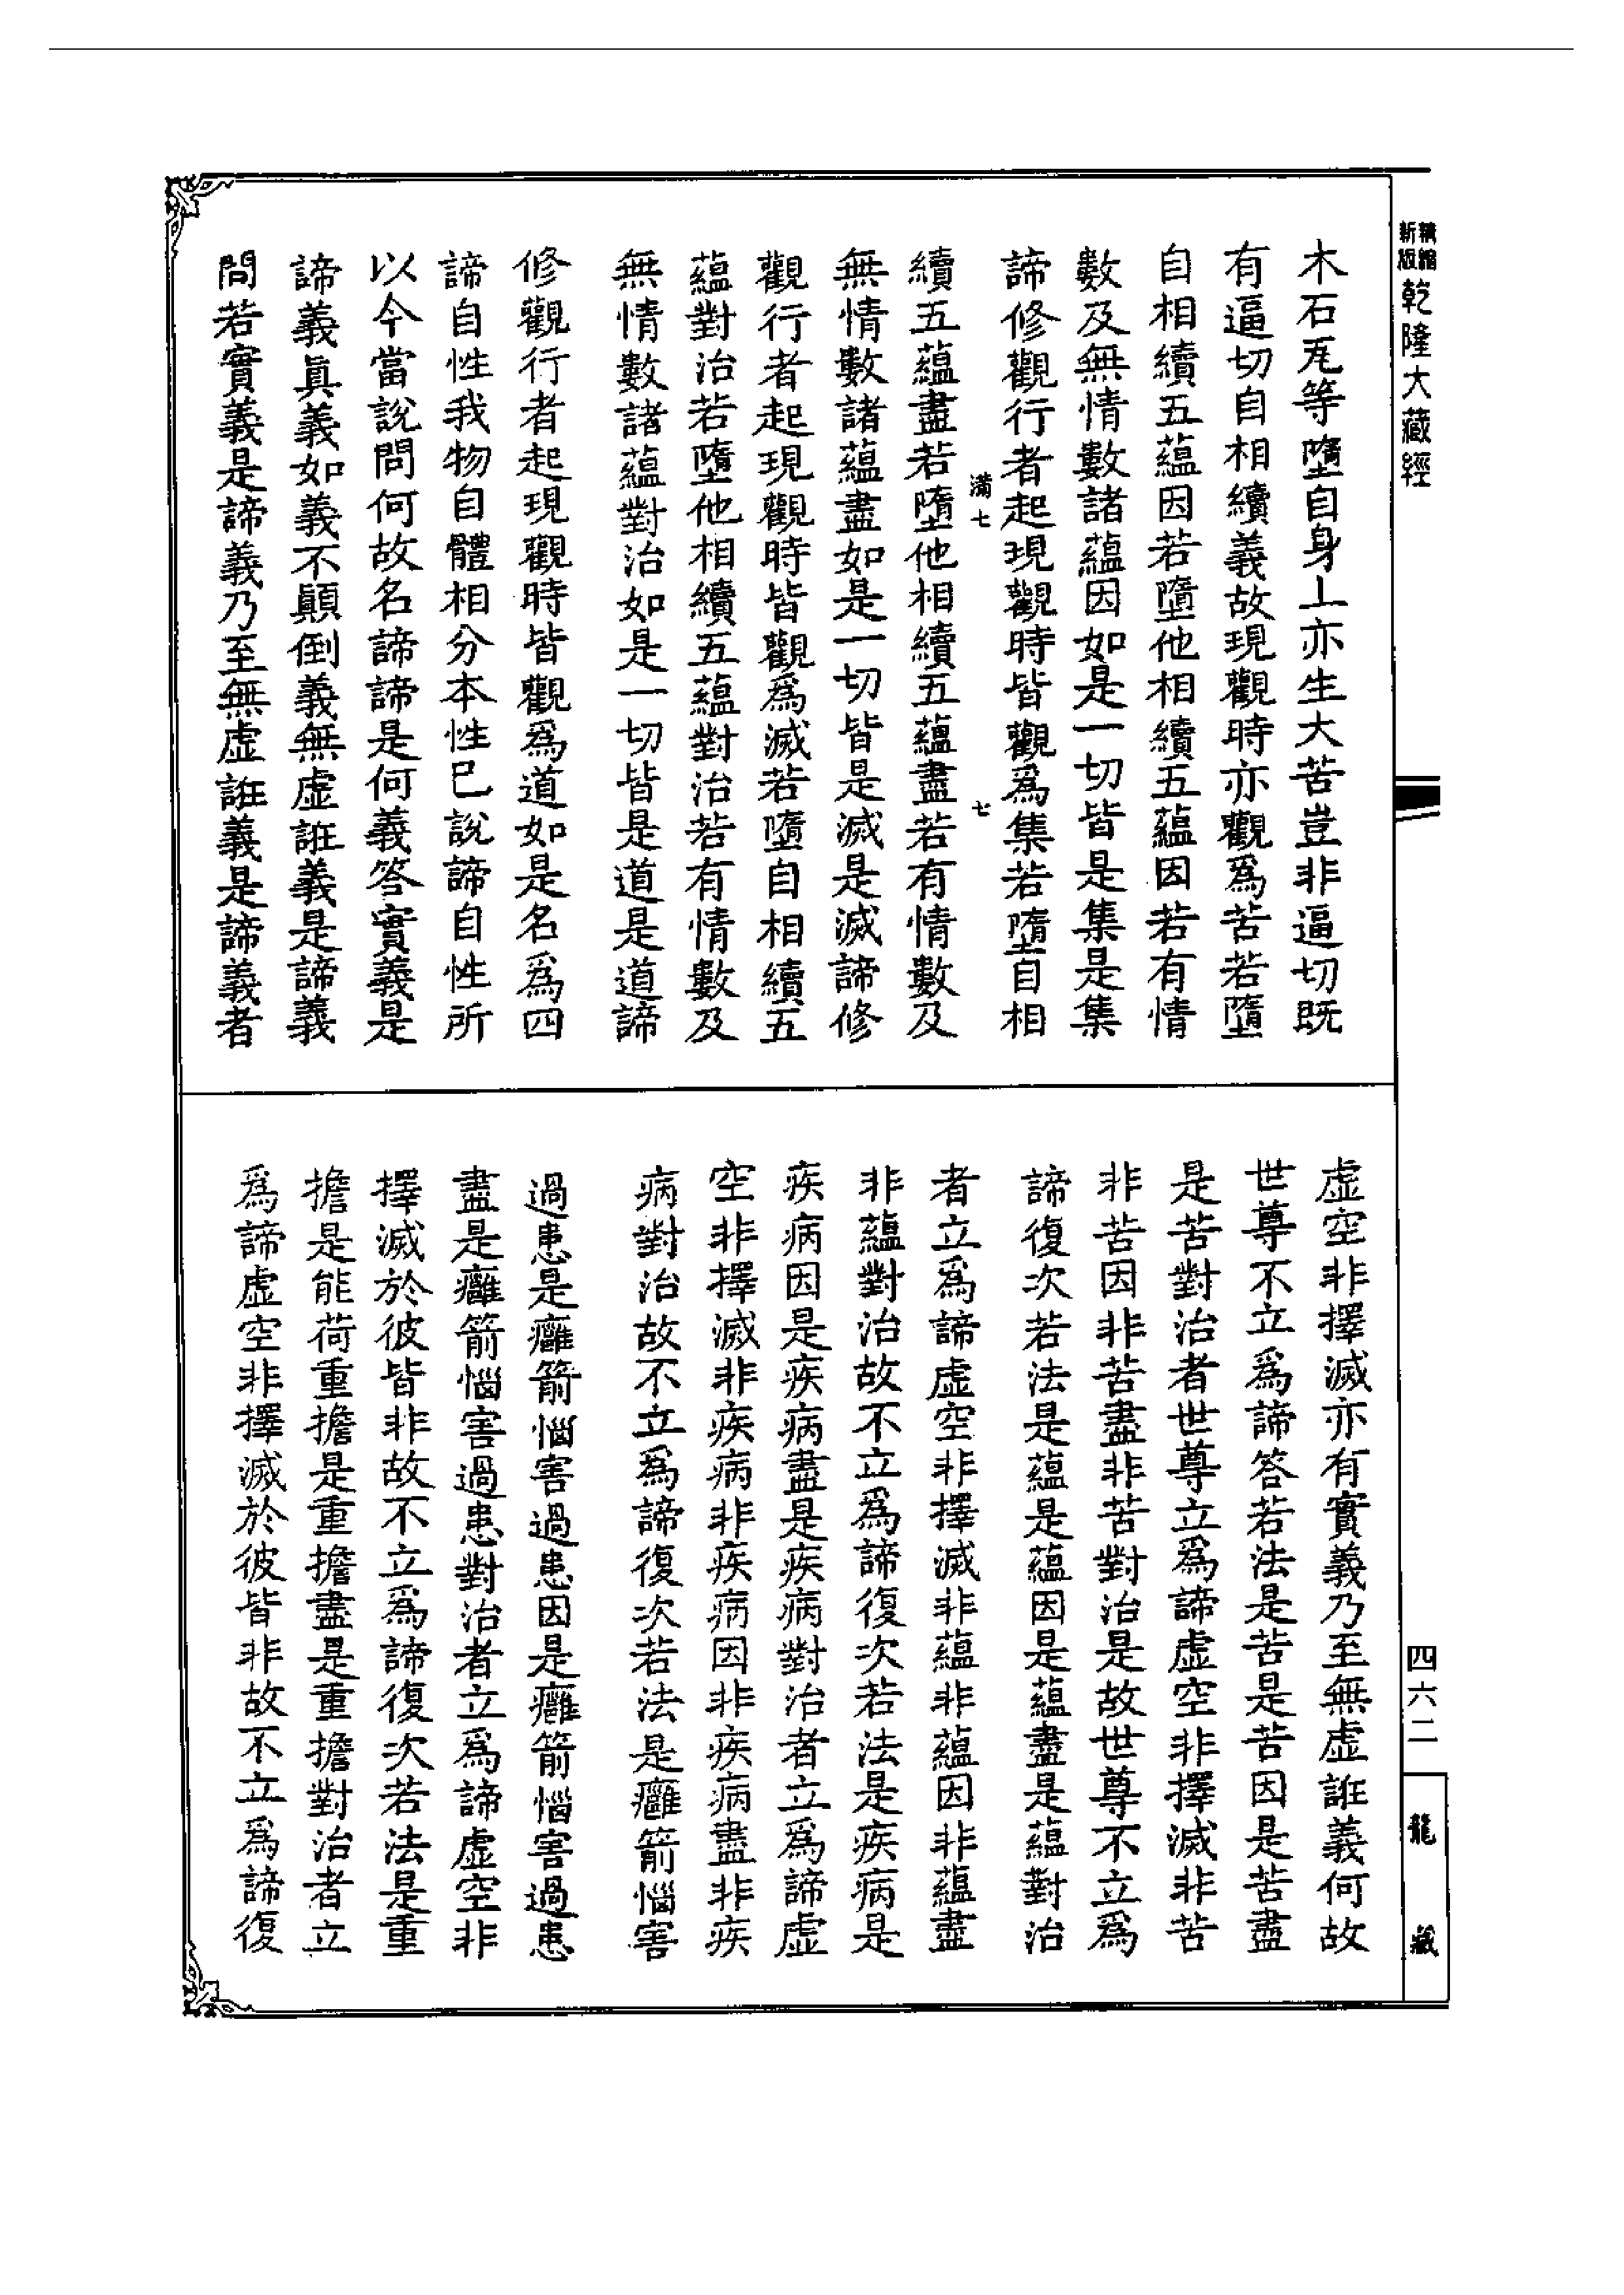 精縮
新版
乾隆大藏經
木石瓦等墮自身上亦生大苦豈非逼切既
有逼切自相續義故現觀時亦觀爲苦若墮
自相續五蘊因若墮他相續五蘊因若有情
數及無情數諸蘊因如是一切皆是集是集
諦修觀行者起現觀時皆觀爲集若墮自相
滿七
七
續五蘊盡若墮他相續五蘊盡若有情數及
無情數諸蘊盡如是一切皆是滅是滅諦修
觀行者起現觀時皆觀爲滅若墮自相續五
蘊對治若墮他相續五蘊對治若有情數及
無情數諸蘊對治如是一切皆是道是道諦
修觀行者起現觀時皆觀爲道如是名爲四
諦自性我物自體相分本性已說諦自性所
以今當說問何故名諦諦是何義答實義是
諦義眞義如義不顚倒義無虛誑義是諦義
問若實義是諦義乃至無虛誑義是諦義者
虛空非擇滅亦有實義乃至無虛誑義何故
世尊不立爲諦答若法是苦是苦因是苦盡
是苦對治者世尊立爲諦虛空非擇滅非苦
非苦因非苦盡非苦對治是故世尊不立爲
諦復次若法是蘊是蘊因是蘊盡是蘊對治
者立爲諦虛空非擇滅非蘊非蘊因非蘊盡
非蘊對治故不立爲諦復次若法是疾病是
疾病因是疾病盡是疾病對治者立爲諦虛
空非擇滅非疾病非疾病因非疾病盡非疾
病對治故不立爲諦復次若法是癰箭惱害
過患是癰箭惱害過患因是癰箭惱害過患
盡是癰箭惱害過患對治者立爲諦虛空非
擇滅於彼皆非故不立爲諦復次若法是重
擔是能荷重擔是重擔盡是重擔對治者立
爲諦虛空非擇滅於彼皆非故不立爲諦復
四六二
龍藏